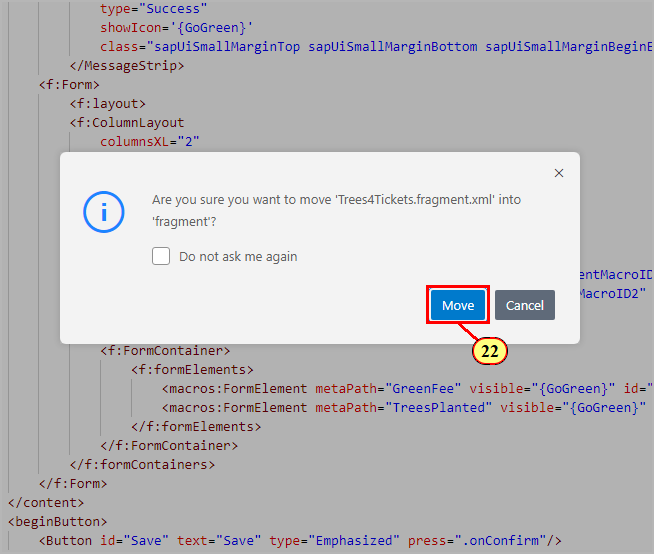 type="Success"
showIcon='{GoGreen}'
class="sapUiSmallMarginTop sapUiSmallMarginBottom sapUiSmallMarginBeginE
</MessageStrip>
<f:Form>
<f:layout>
<f:ColumnLayout
columnsXL="2"
Are you sure you want to move 'Trees4Tickets.fragment.xml' into
'fragment'?
Do not ask me again
entMacroID
Move Cancel
MacroID2"
22
<f:FormContainer>
<f:formElements>
<macros:FormElement metaPath="GreenFee" visible="{GoGreen}" id="
<macros:FormElement metaPath="TreesPlanted" visible="{GoGreen}"
</f:formElements>
</f:FormContainer>
</f:formContainers>
</f:Form>
</content>
<beginButton>
<Button id="Save" text="Save" type="Emphasized" press=".onConfirm"/>